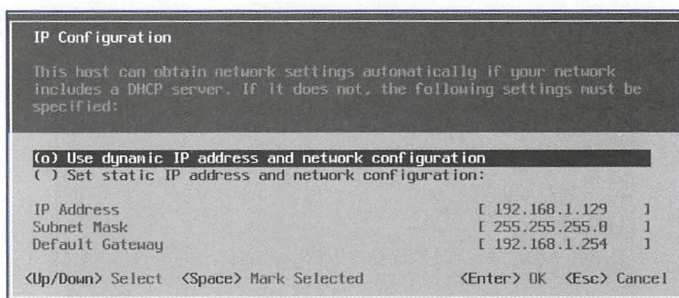 IP Configuration
This host can obtain network settings automatically if your network
includes a DHCP server. If it does not, the following settings must be
specified:
(o) Use dynamic IP address and network configuration
( ) Set static IP address and network configuration:
IP Address [ 192.168.1.129 ]
Subnet Mask [ 255.255.255.0 ]
Default Gateway [ 192.168.1.254 ]
<Up/Down> Select <Space> Mark Selected <Enter> OK <Esc> Cancel